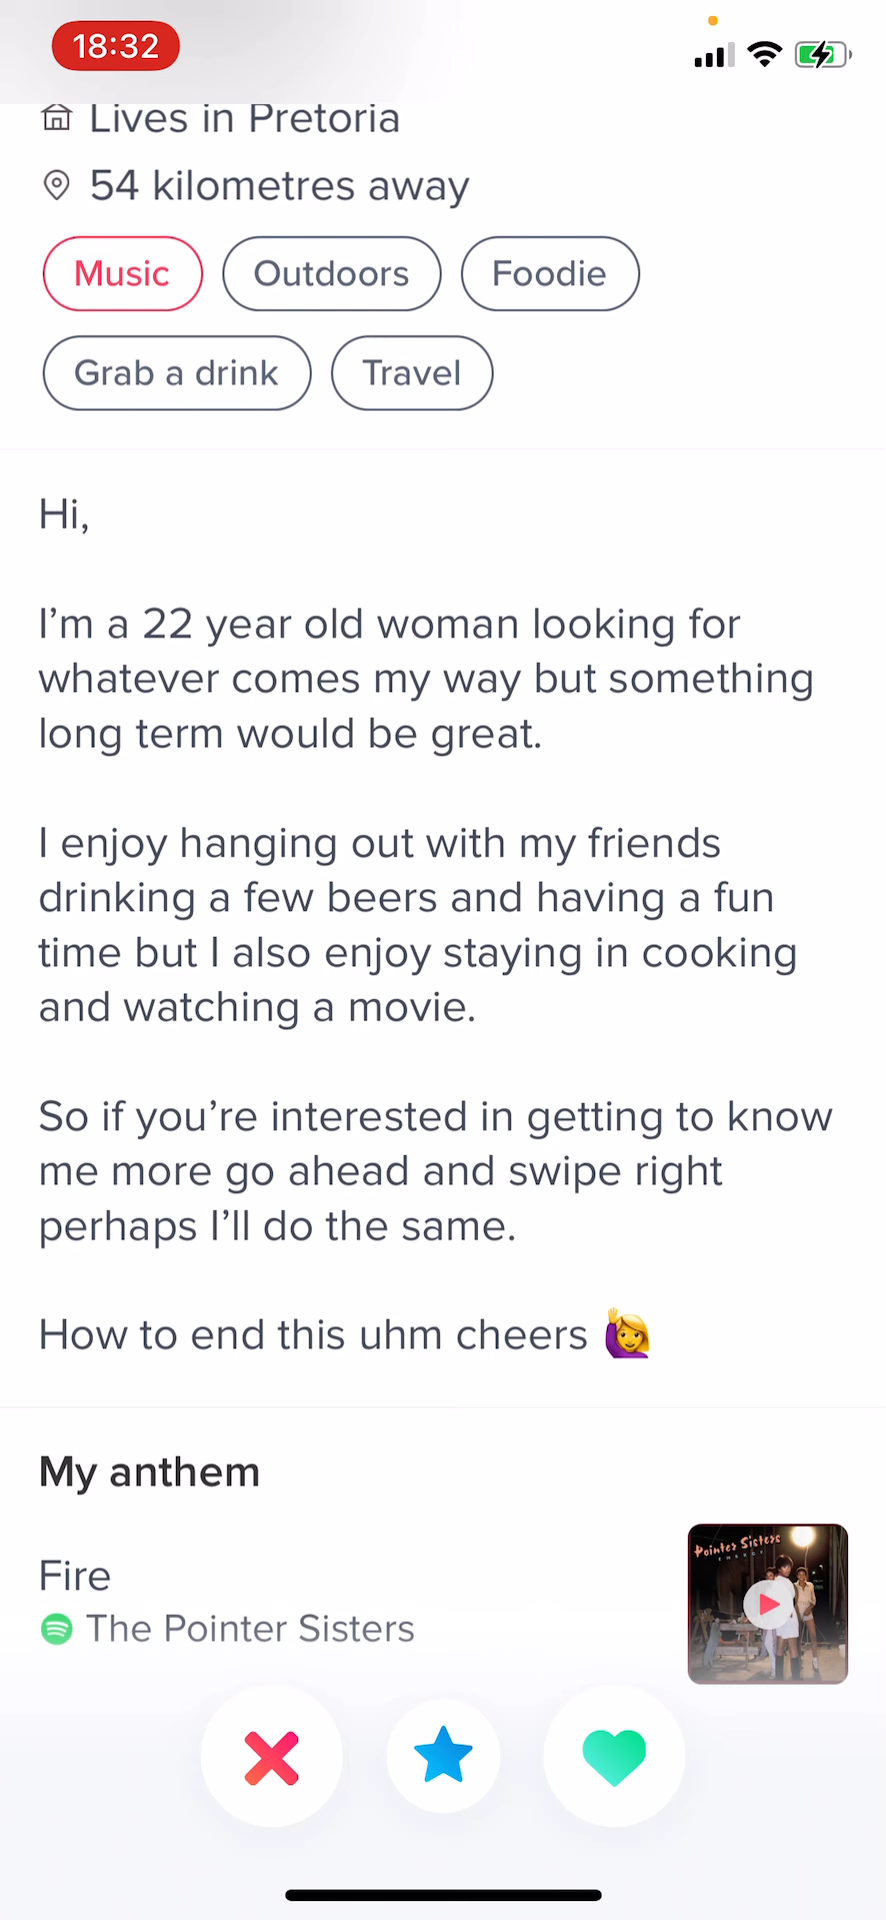 18:32
Lives in Pretoria
54 kilometres away
Music Outdoors Foodie
Grab a drink Travel
Hi,
I’m a 22 year old woman looking for
whatever comes my way but something
long term would be great.
I enjoy hanging out with my friends
drinking a few beers and having a fun
time but I also enjoy staying in cooking
and watching a movie.
So if you’re interested in getting to know
me more go ahead and swipe right
perhaps I’ll do the same.
How to end this uhm cheers 🙋‍♀️
My anthem
Pointer Sisters
ENERGY
Fire
The Pointer Sisters